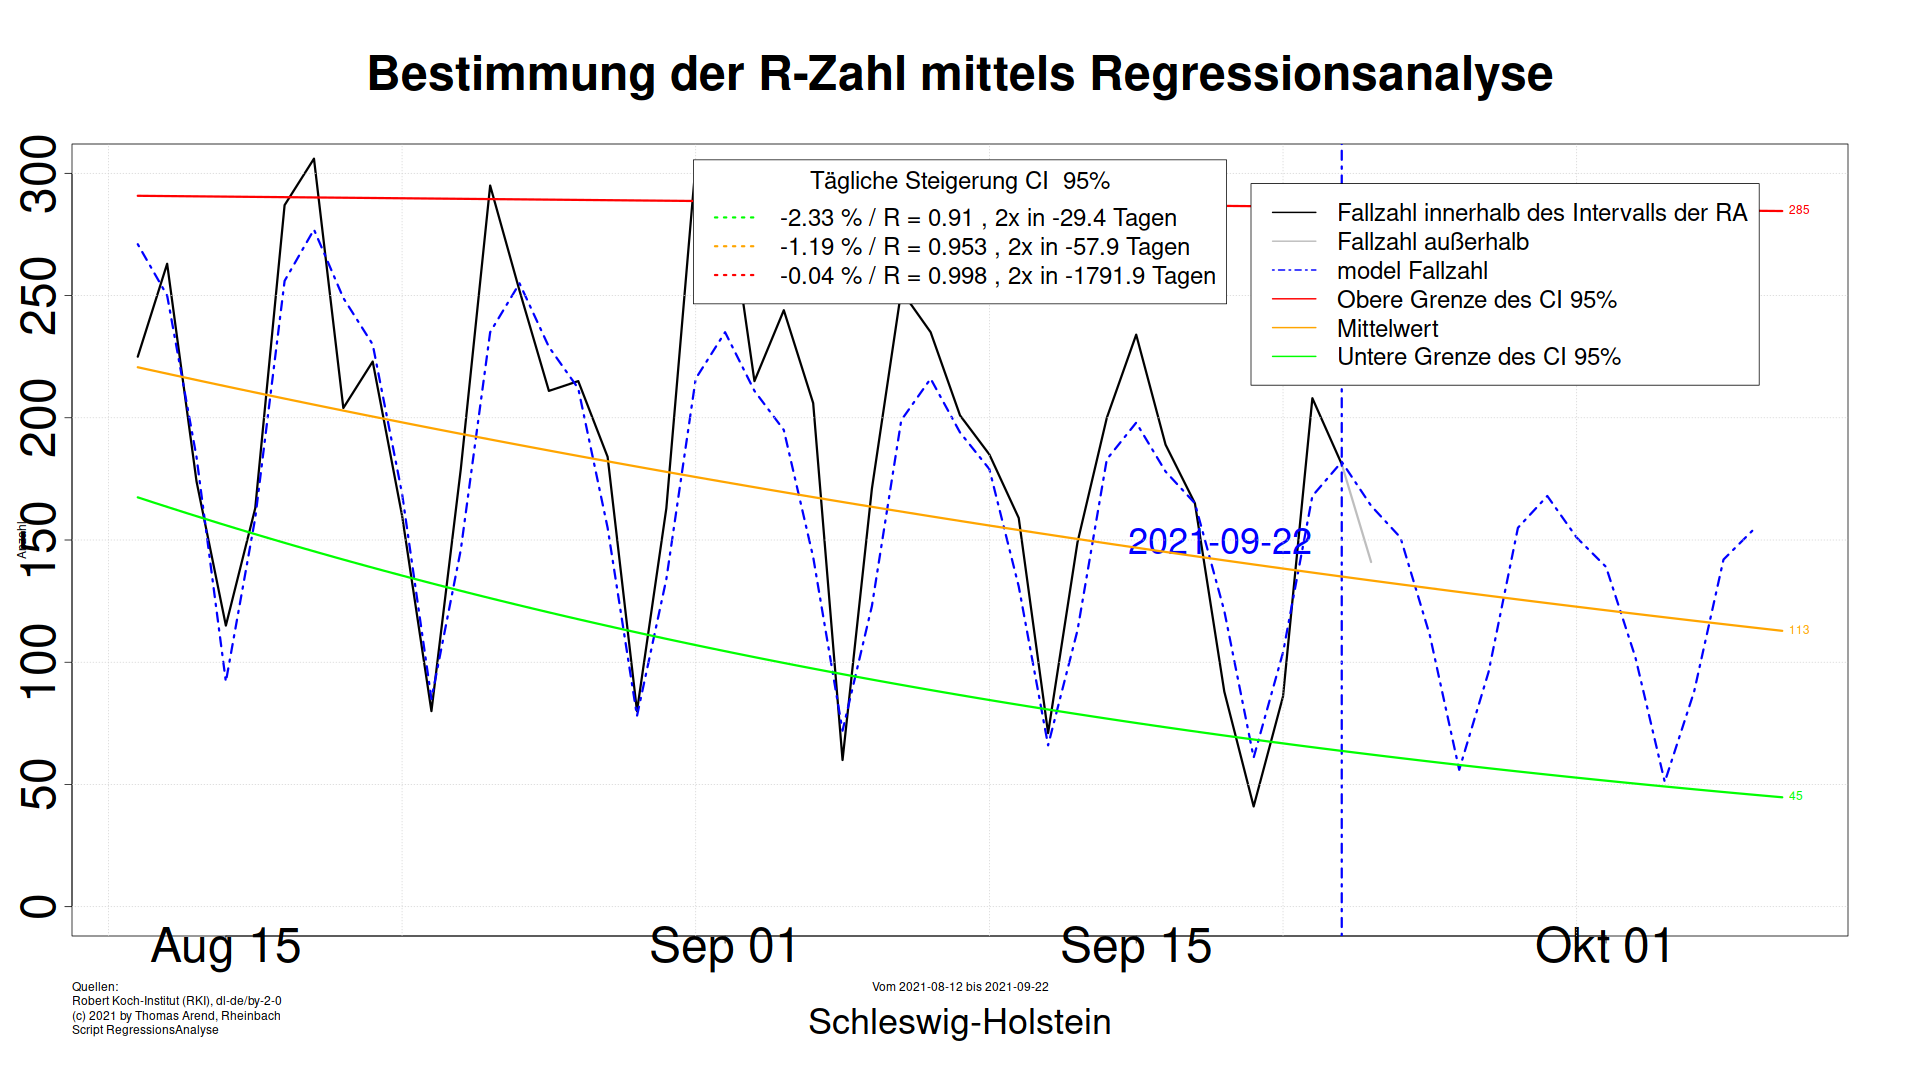 Bestimmung der R-Zahl mittels Regressionsanalyse
Anzahl
300
250
200
150
100
50
0
Tägliche Steigerung CI 95%
-2.33 % / R = 0.91 , 2x in -29.4 Tagen
-1.19 % / R = 0.953 , 2x in -57.9 Tagen
-0.04 % / R = 0.998 , 2x in -1791.9 Tagen
Fallzahl innerhalb des Intervalls der RA
Fallzahl außerhalb
model Fallzahl
Obere Grenze des CI 95%
Mittelwert
Untere Grenze des CI 95%
285
2021-09-22
113
45
Aug 15
Sep 01
Sep 15
Okt 01
Quellen:
Robert Koch-Institut (RKI), dl-de/by-2-0
(c) 2021 by Thomas Arend, Rheinbach
Script RegressionsAnalyse
Vom 2021-08-12 bis 2021-09-22
Schleswig-Holstein